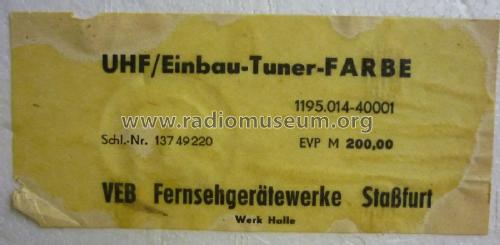 UHF/Einbau-Tuner-FARBE
1195.014-40001
www.radiomuseum.org
Schl.-Nr. 137 49 220 EVP M 200,00
VEB Fernsehgerätewerke Staßfurt
Werk Halle